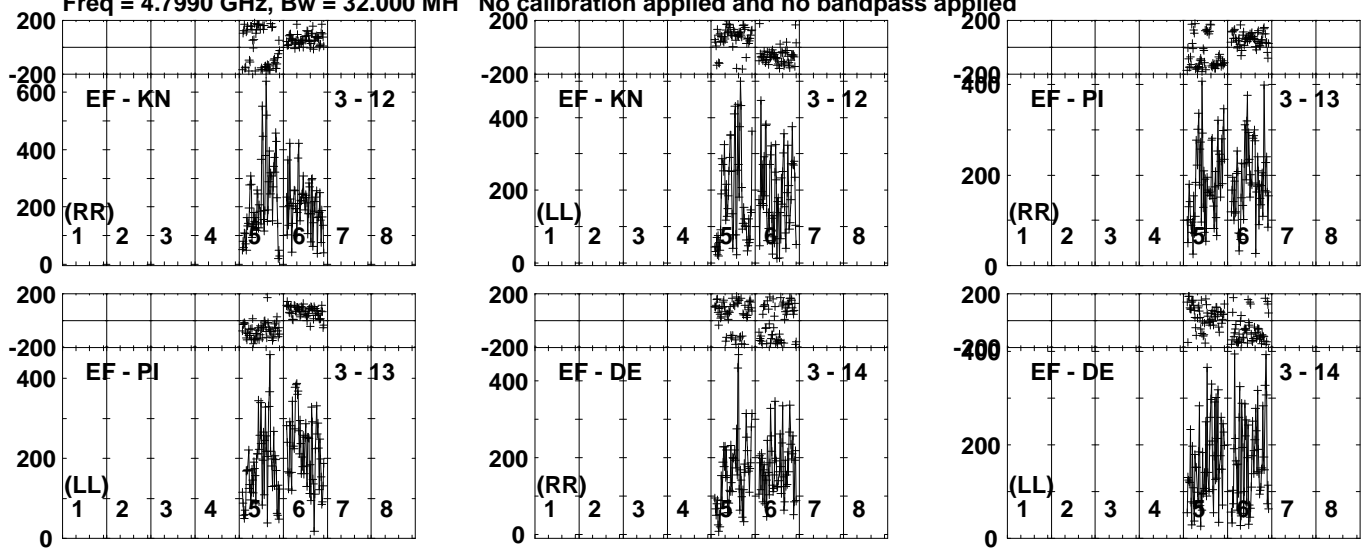 Freq = 4.7990 GHz, Bw = 32.000 MH No calibration applied and no bandpass applied
200
-200
600
400
200
0
EF - KN 3 - 12
(RR)
1 2 3 4 5 6 7 8
200
-200
400
200
0
EF - KN 3 - 12
(LL)
1 2 3 4 5 6 7 8
200
-200
400
200
0
EF - PI 3 - 13
(RR)
1 2 3 4 5 6 7 8
200
-200
400
200
0
EF - PI 3 - 13
(LL)
1 2 3 4 5 6 7 8
200
-200
400
200
0
EF - DE 3 - 14
(RR)
1 2 3 4 5 6 7 8
200
-200
400
200
0
EF - DE 3 - 14
(LL)
1 2 3 4 5 6 7 8